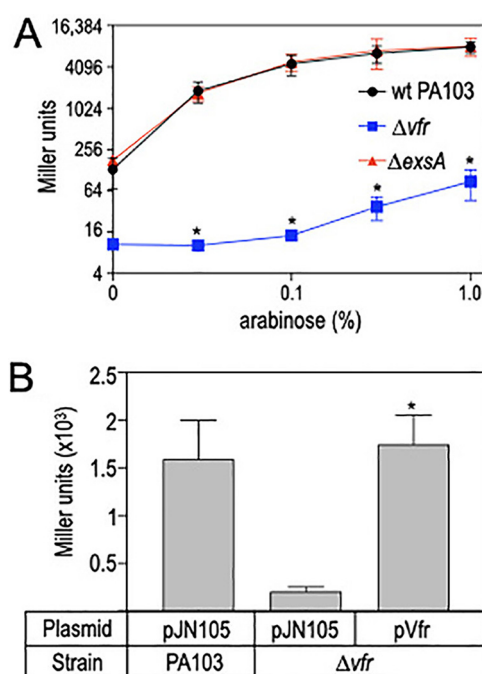 A
16,384
4096
1024
256
64
16
4
Miller units
wt PA103
Δvfr
ΔexsA
*
*
*
*
0
0.1
1.0
arabinose (%)
B
2.5
2
1.5
1
0.5
Miller units (x10³)
*
Plasmid pJN105 pJN105 pVfr
Strain PA103 Δvfr